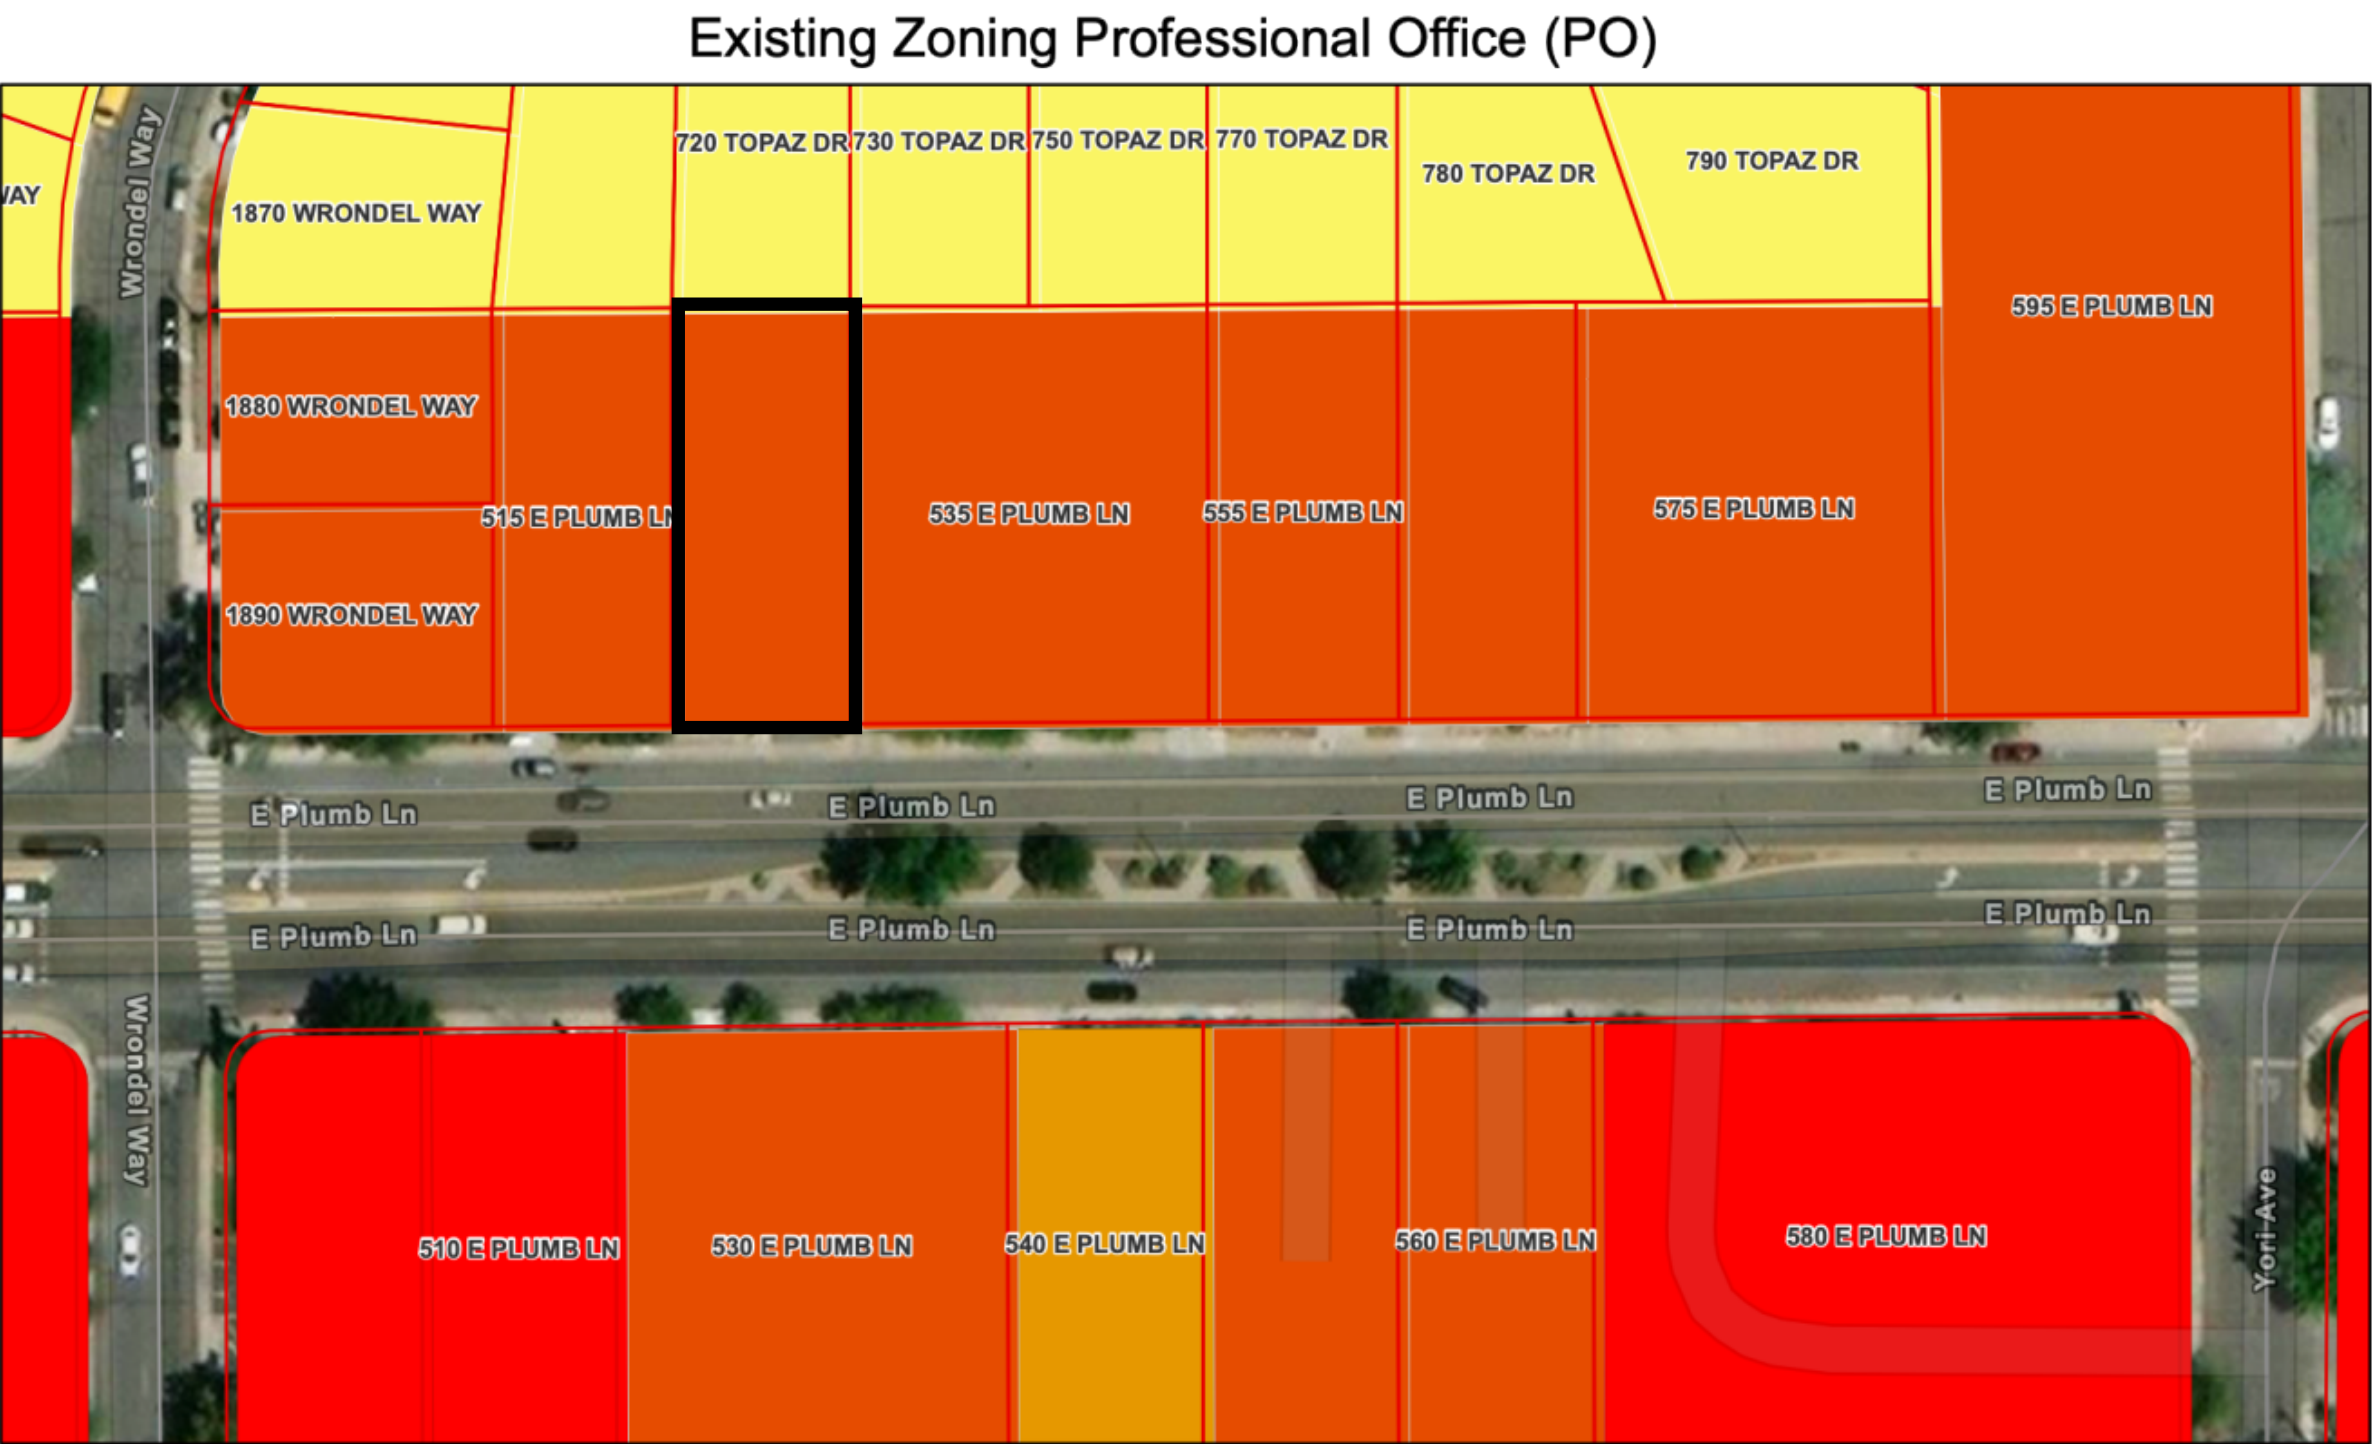 Existing Zoning Professional Office (PO)
Wrondel Way
720 TOPAZ DR
730 TOPAZ DR
750 TOPAZ DR
770 TOPAZ DR
780 TOPAZ DR
790 TOPAZ DR
WAY
1870 WRONDEL WAY
595 E PLUMB LN
1880 WRONDEL WAY
515 E PLUMB LN
535 E PLUMB LN
555 E PLUMB LN
575 E PLUMB LN
1890 WRONDEL WAY
E Plumb Ln
E Plumb Ln
E Plumb Ln
E Plumb Ln
E Plumb Ln
E Plumb Ln
E Plumb Ln
E Plumb Ln
Wrondel Way
510 E PLUMB LN
530 E PLUMB LN
540 E PLUMB LN
560 E PLUMB LN
580 E PLUMB LN
Yori Ave